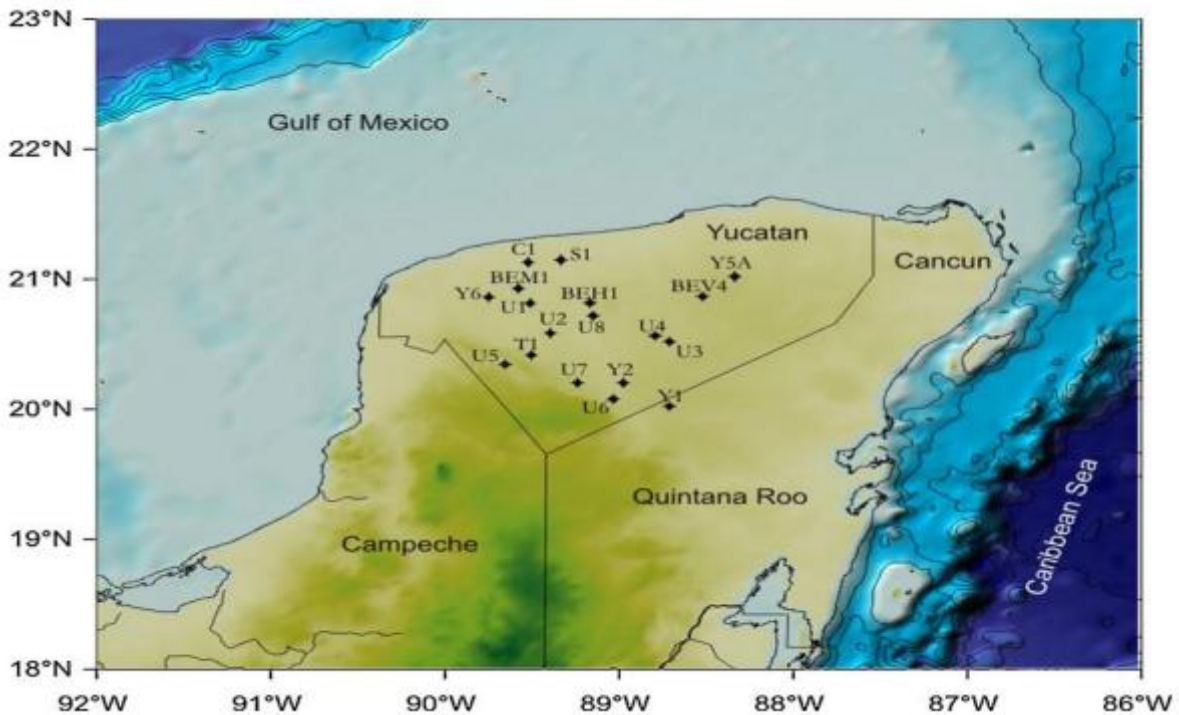 23°N
Gulf of Mexico
22°N
Yucatan
C1
S1
21°N
Cancun
Y5A
BEM1
Y6
BEH1
BEV4
U1
U2
U8
U4
T1
U3
U5
U7
Y2
20°N
U6
Y1
Quintana Roo
19°N
Campeche
Caribbean Sea
18°N
92°W
91°W
90°W
89°W
88°W
87°W
86°W